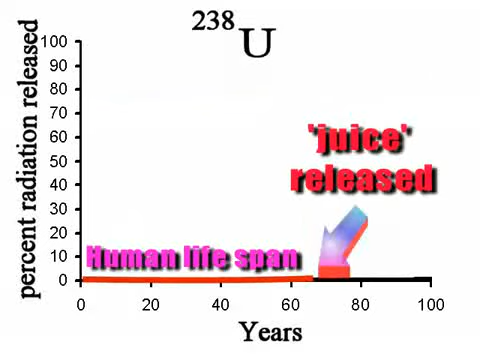 ²³⁸U
percent radiation released
100
90
80
70
60
50
40
30
20
10
0
'juice'
released
Human life span
0 20 40 60 80 100
Years